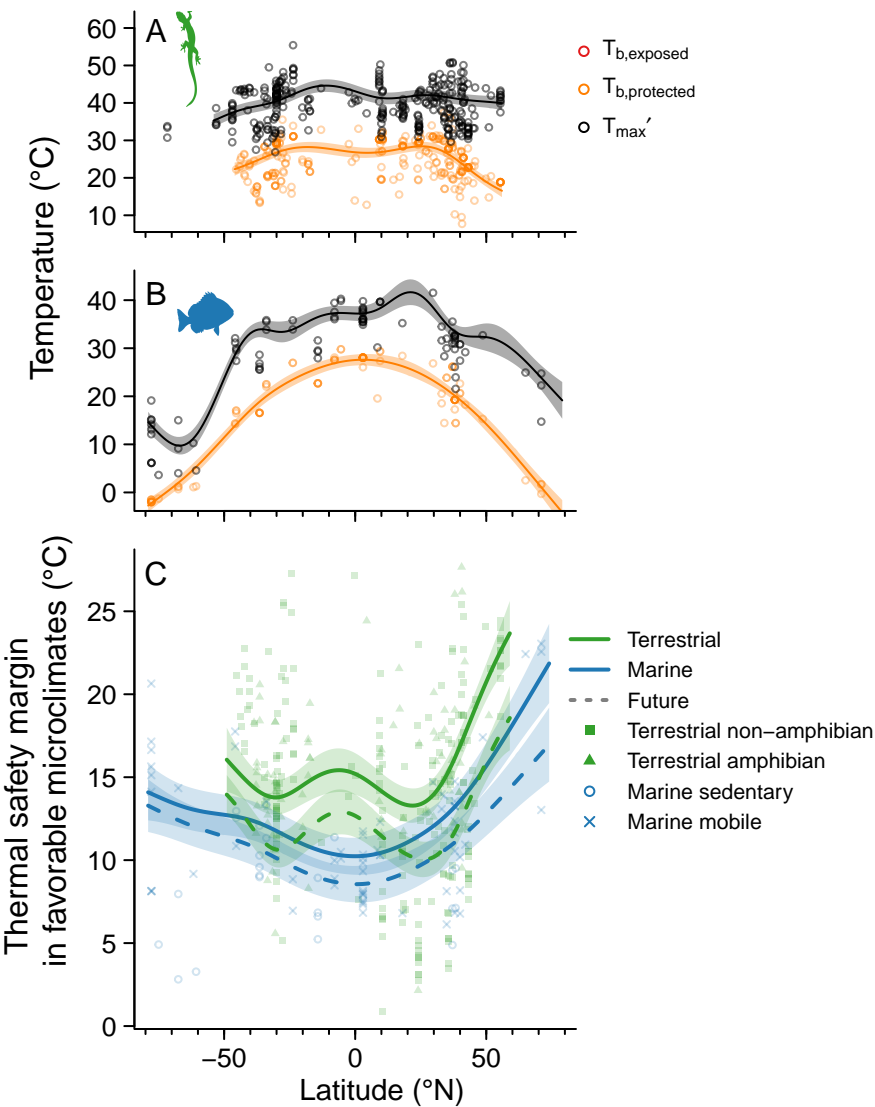 A
60
50
40
30
20
10
T_b,exposed
T_b,protected
T_max′
B
40
30
20
10
0
Temperature (°C)
C
25
20
15
10
5
0
Thermal safety margin
in favorable microclimates (°C)
Terrestrial
Marine
Future
Terrestrial non−amphibian
Terrestrial amphibian
Marine sedentary
Marine mobile
−50
0
50
Latitude (°N)